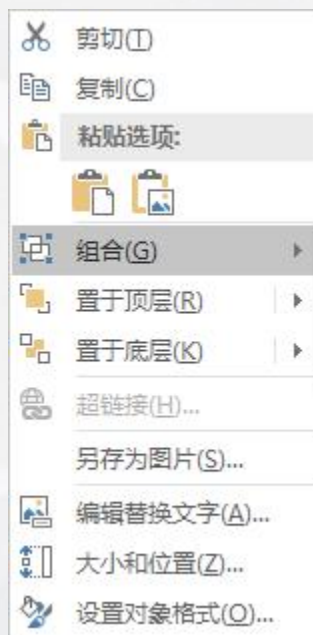 剪切(T)
复制(C)
粘贴选项:
组合(G)
置于顶层(R)
置于底层(K)
超链接(H)...
另存为图片(S)...
编辑替换文字(A)...
大小和位置(Z)...
设置对象格式(O)...